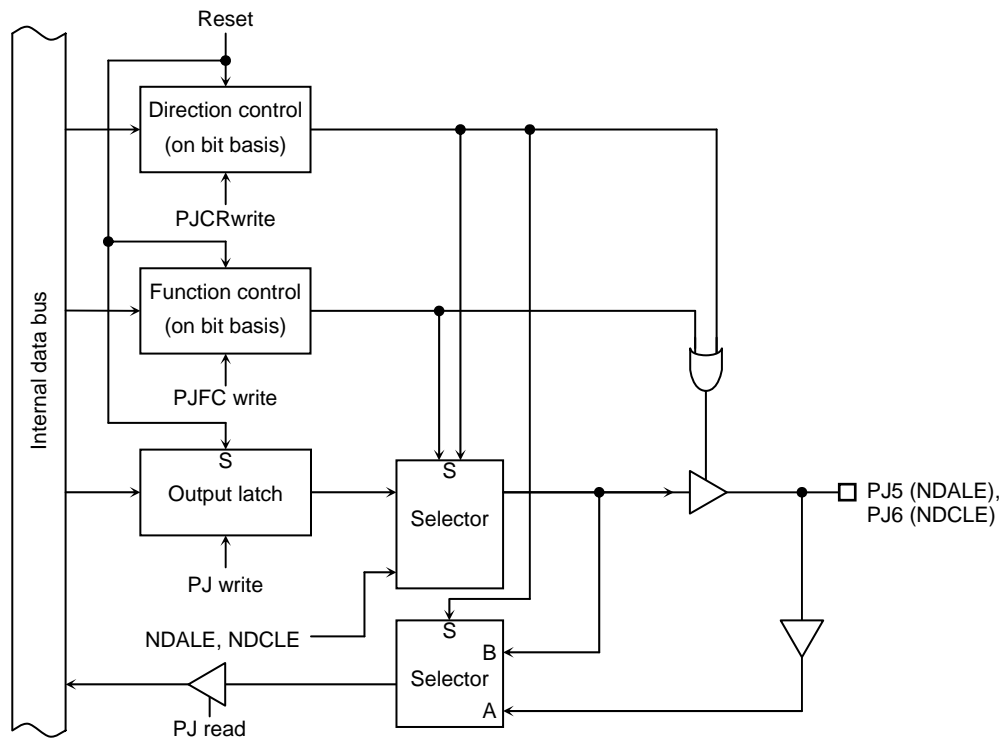 Reset
Internal data bus
Direction control
(on bit basis)
PJCRwrite
Function control
(on bit basis)
PJFC write
S
Output latch
PJ write
S
Selector
PJ5 (NDALE),
PJ6 (NDCLE)
NDALE, NDCLE
S
B
Selector
A
PJ read